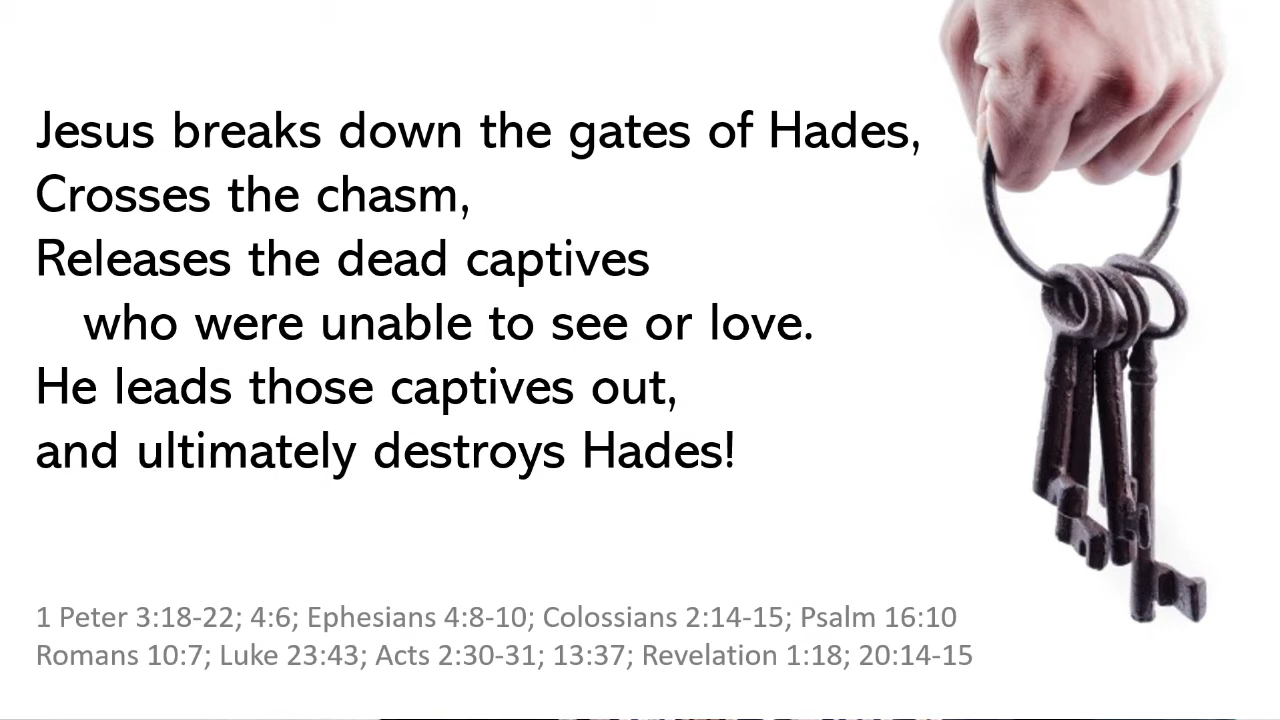 Jesus breaks down the gates of Hades,
Crosses the chasm,
Releases the dead captives
who were unable to see or love.
He leads those captives out,
and ultimately destroys Hades!
1 Peter 3:18-22; 4:6; Ephesians 4:8-10; Colossians 2:14-15; Psalm 16:10
Romans 10:7; Luke 23:43; Acts 2:30-31; 13:37; Revelation 1:18; 20:14-15